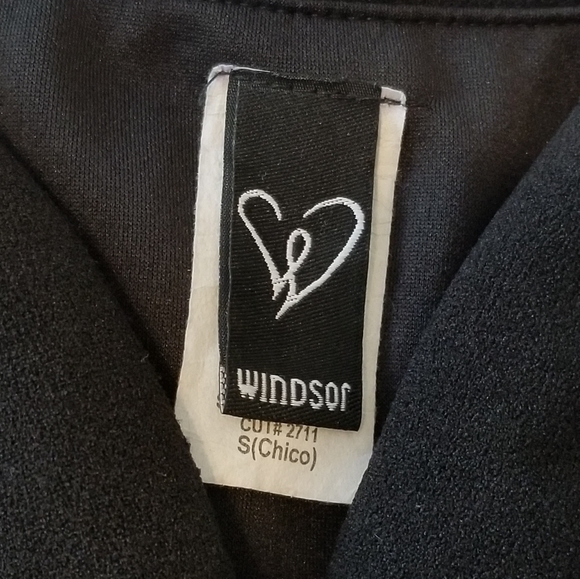 WINDSOR
CUT# 2711
S(Chico)